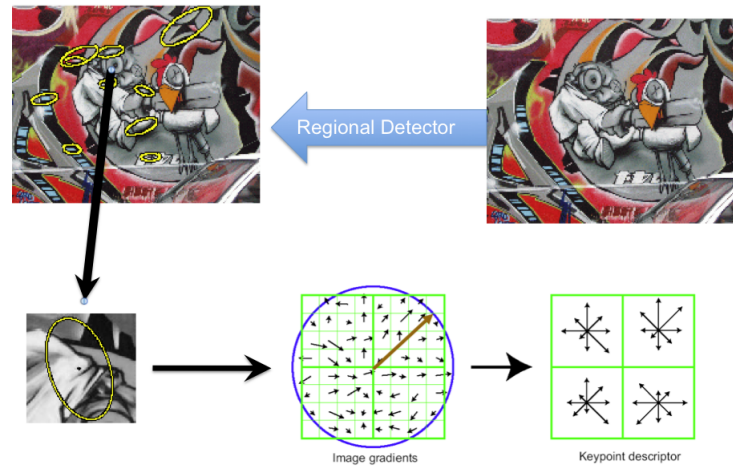 Regional Detector
Image gradients
Keypoint descriptor